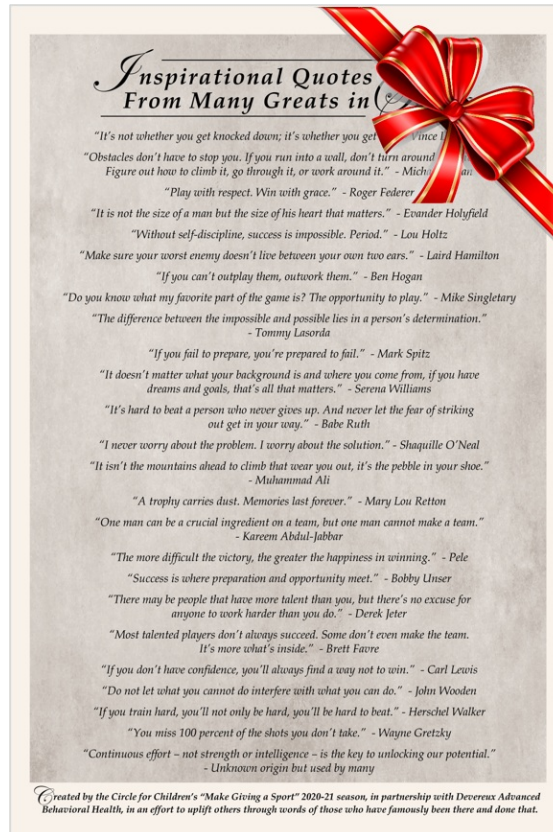 Inspirational Quotes
From Many Greats in
“It’s not whether you get knocked down; it’s whether you get
“Obstacles don’t have to stop you. If you run into a wall, don’t turn around
Figure out how to climb it, go through it, or work around it.” -
“Play with respect. Win with grace.” - Roger Federer
“It is not the size of a man but the size of his heart that matters.” - Evander Holyfield
“Without self-discipline, success is impossible. Period.” - Lou Holtz
“Make sure your worst enemy doesn’t live between your own two ears.” - Laird Hamilton
“If you can’t outplay them, outwork them.” - Ben Hogan
“Do you know what my favorite part of the game is? The opportunity to play.” - Mike Singletary
“The difference between the impossible and possible lies in a person’s determination.”
- Tommy Lasorda
“If you fail to prepare, you’re prepared to fail.” - Mark Spitz
“It doesn’t matter what your background is and where you come from, if you have
dreams and goals, that’s all that matters.” - Serena Williams
“It’s hard to beat a person who never gives up. And never let the fear of striking
out get in your way.” - Babe Ruth
“I never worry about the problem. I worry about the solution.” - Shaquille O’Neal
“It isn’t the mountains ahead to climb that wear you out, it’s the pebble in your shoe.”
- Muhammad Ali
“A trophy carries dust. Memories last forever.” - Mary Lou Retton
“One man can be a crucial ingredient on a team, but one man cannot make a team.”
- Kareem Abdul-Jabbar
“The more difficult the victory, the greater the happiness in winning.” - Pele
“Success is where preparation and opportunity meet.” - Bobby Unser
“There may be people that have more talent than you, but there’s no excuse for
anyone to work harder than you do.” - Derek Jeter
“Most talented players don’t always succeed. Some don’t even make the team.
It’s more what’s inside.” - Brett Favre
“If you don’t have confidence, you’ll always find a way not to win.” - Carl Lewis
“Do not let what you cannot do interfere with what you can do.” - John Wooden
“If you train hard, you’ll not only be hard, you’ll be hard to beat.” - Herschel Walker
“You miss 100 percent of the shots you don’t take.” - Wayne Gretzky
“Continuous effort – not strength or intelligence – is the key to unlocking our potential.”
- Unknown origin but used by many
Created by the Circle for Children’s “Make Giving a Sport” 2020-21 season, in partnership with Devereux Advanced
Behavioral Health, in an effort to uplift others through words of those who have famously been there and done that.